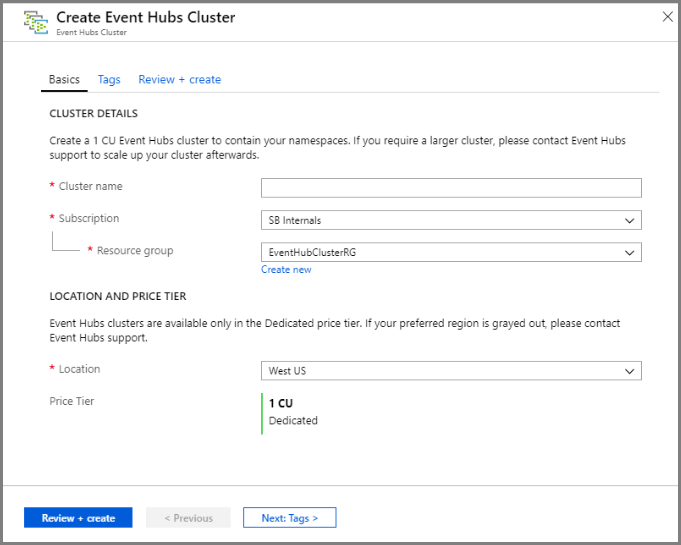 Create Event Hubs Cluster
Event Hubs Cluster
Basics Tags Review + create
CLUSTER DETAILS
Create a 1 CU Event Hubs cluster to contain your namespaces. If you require a larger cluster, please contact Event Hubs
support to scale up your cluster afterwards.
* Cluster name
* Subscription SB Internals
* Resource group EventHubClusterRG
Create new
LOCATION AND PRICE TIER
Event Hubs clusters are available only in the Dedicated price tier. If your preferred region is grayed out, please contact
Event Hubs support.
* Location West US
Price Tier 1 CU
Dedicated
Review + create < Previous Next: Tags >